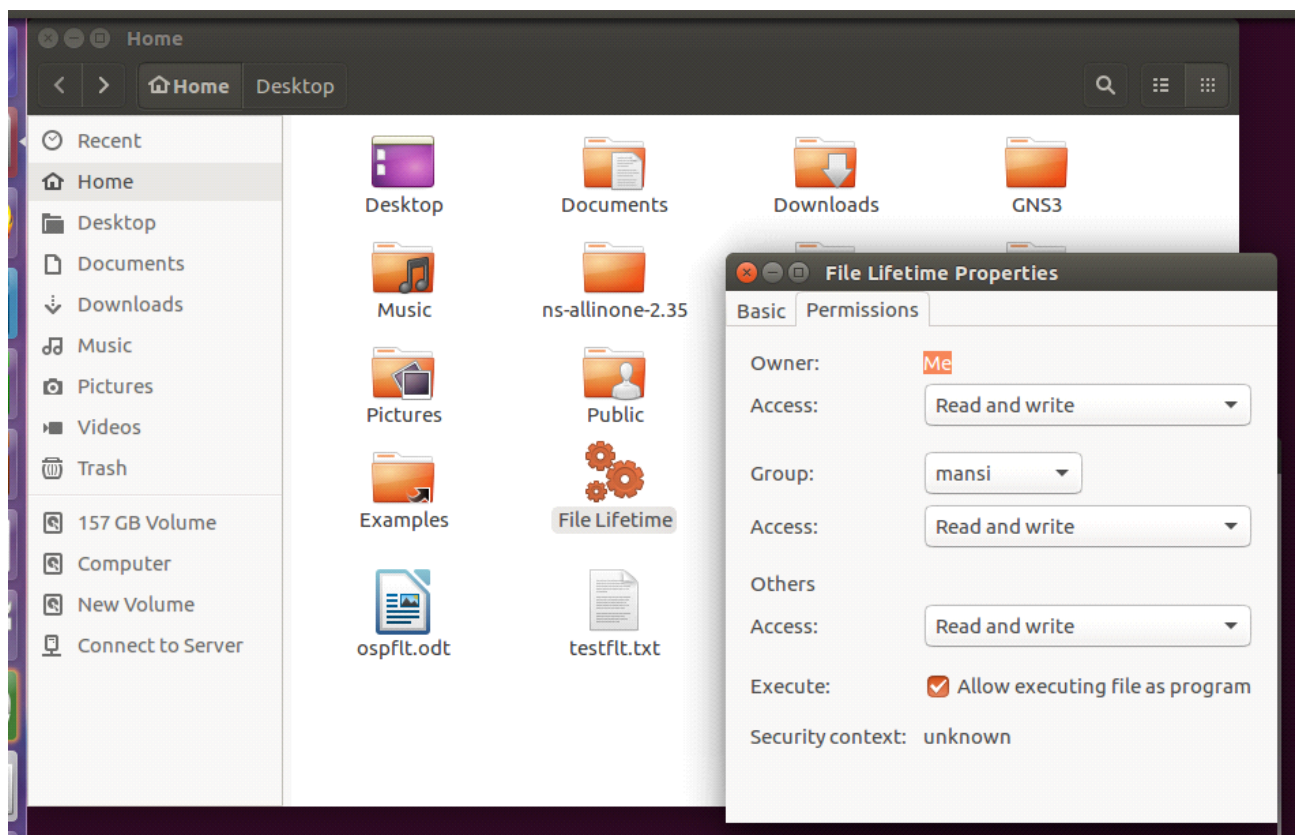 Home
Home
Desktop
Recent
Home
Desktop
Documents
Downloads
Music
Pictures
Videos
Trash
157 GB Volume
Computer
New Volume
Connect to Server
Desktop
Documents
Downloads
GNS3
Music
ns-allinone-2.35
Pictures
Public
Examples
File Lifetime
ospflt.odt
testflt.txt
File Lifetime Properties
Basic
Permissions
Owner: Me
Access: Read and write
Group: mansi
Access: Read and write
Others
Access: Read and write
Execute: Allow executing file as program
Security context: unknown